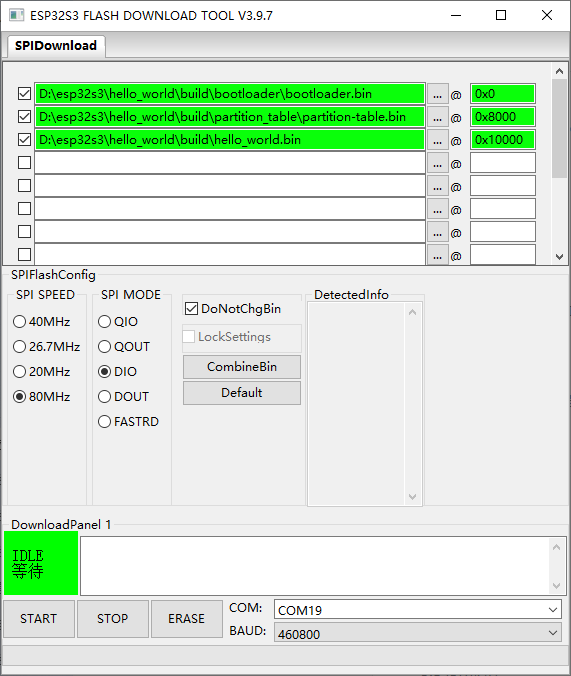 ESP32S3 FLASH DOWNLOAD TOOL V3.9.7
SPIDownload
D:\esp32s3\hello_world\build\bootloader\bootloader.bin ... @ 0x0
D:\esp32s3\hello_world\build\partition_table\partition-table.bin ... @ 0x8000
D:\esp32s3\hello_world\build\hello_world.bin ... @ 0x10000
... @
... @
... @
... @
... @
SPIFlashConfig
SPI SPEED
40MHz
26.7MHz
20MHz
80MHz
SPI MODE
QIO
QOUT
DIO
DOUT
FASTRD
DoNotChgBin
LockSettings
CombineBin
Default
DetectedInfo
DownloadPanel 1
IDLE
等待
START STOP ERASE
COM: COM19
BAUD: 460800